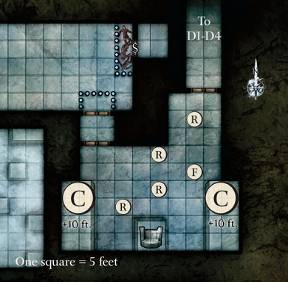 To
D1-D4
S
R
R
F
R
R
C
C
+10 ft.
+10 ft.
One square = 5 feet